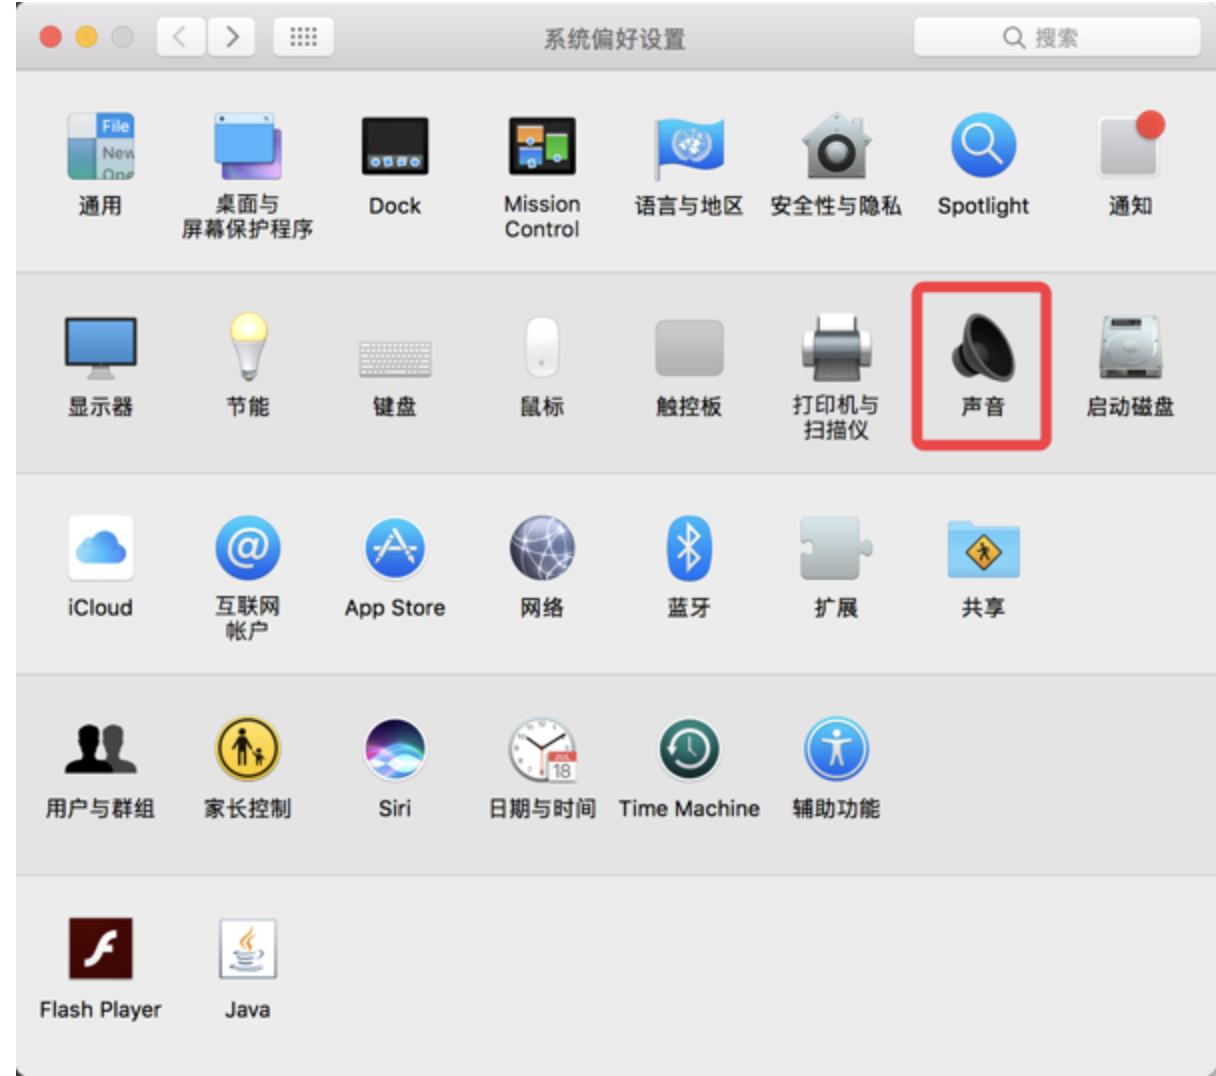 系统偏好设置
搜索
File
New
One
通用
桌面与
屏幕保护程序
Dock
Mission
Control
语言与地区
安全性与隐私
Spotlight
通知
显示器
节能
键盘
鼠标
触控板
打印机与
扫描仪
声音
启动磁盘
iCloud
互联网
帐户
App Store
网络
蓝牙
扩展
共享
用户与群组
家长控制
Siri
JUL
18
日期与时间
Time Machine
辅助功能
Flash Player
Java